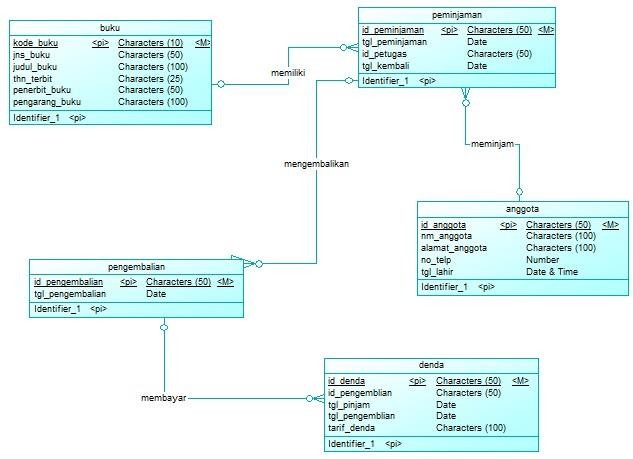 buku
kode_buku <pi> Characters (10) <M>
jns_buku Characters (50)
judul_buku Characters (100)
thn_terbit Characters (25)
penerbit_buku Characters (50)
pengarang_buku Characters (100)
Identifier_1 <pi>
memiliki
peminjaman
id_peminjaman <pi> Characters (50) <M>
tgl_peminjaman Date
id_petugas Characters (50)
tgl_kembali Date
Identifier_1 <pi>
meminjam
mengembalikan
anggota
id_anggota <pi> Characters (50) <M>
nm_anggota Characters (100)
alamat_anggota Characters (100)
no_telp Number
tgl_lahir Date & Time
Identifier_1 <pi>
pengembalian
id_pengembalian <pi> Characters (50) <M>
tgl_pengembalian Date
Identifier_1 <pi>
membayar
denda
id_denda <pi> Characters (50) <M>
id_pengemblian Characters (50)
tgl_pinjam Date
tgl_pengemblian Date
tarif_denda Characters (100)
Identifier_1 <pi>